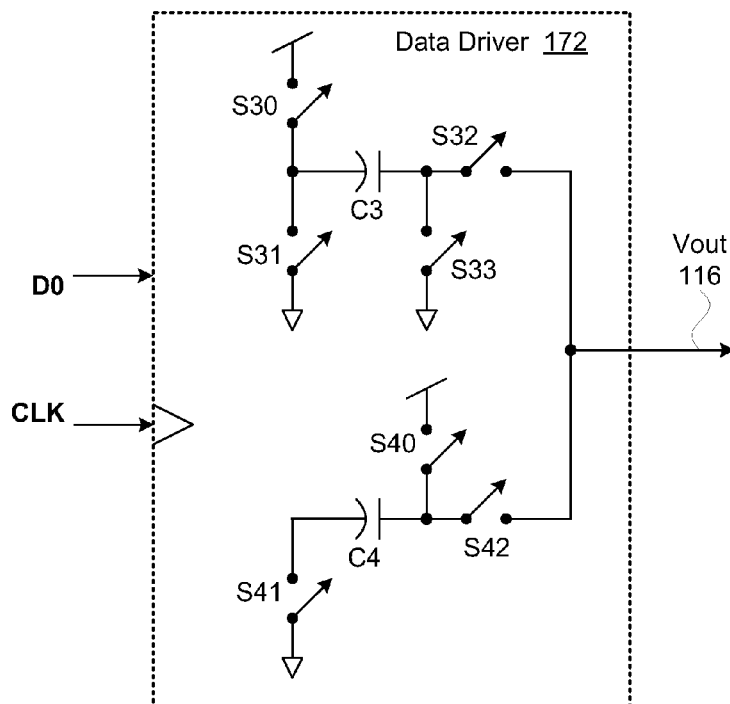 Data Driver 172
S30
S32
C3
S31
S33
Vout
116
D0
CLK
S40
S42
C4
S41